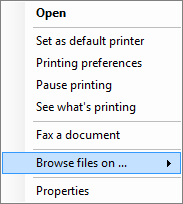 Open
Set as default printer
Printing preferences
Pause printing
See what's printing
Fax a document
Browse files on ...
Properties